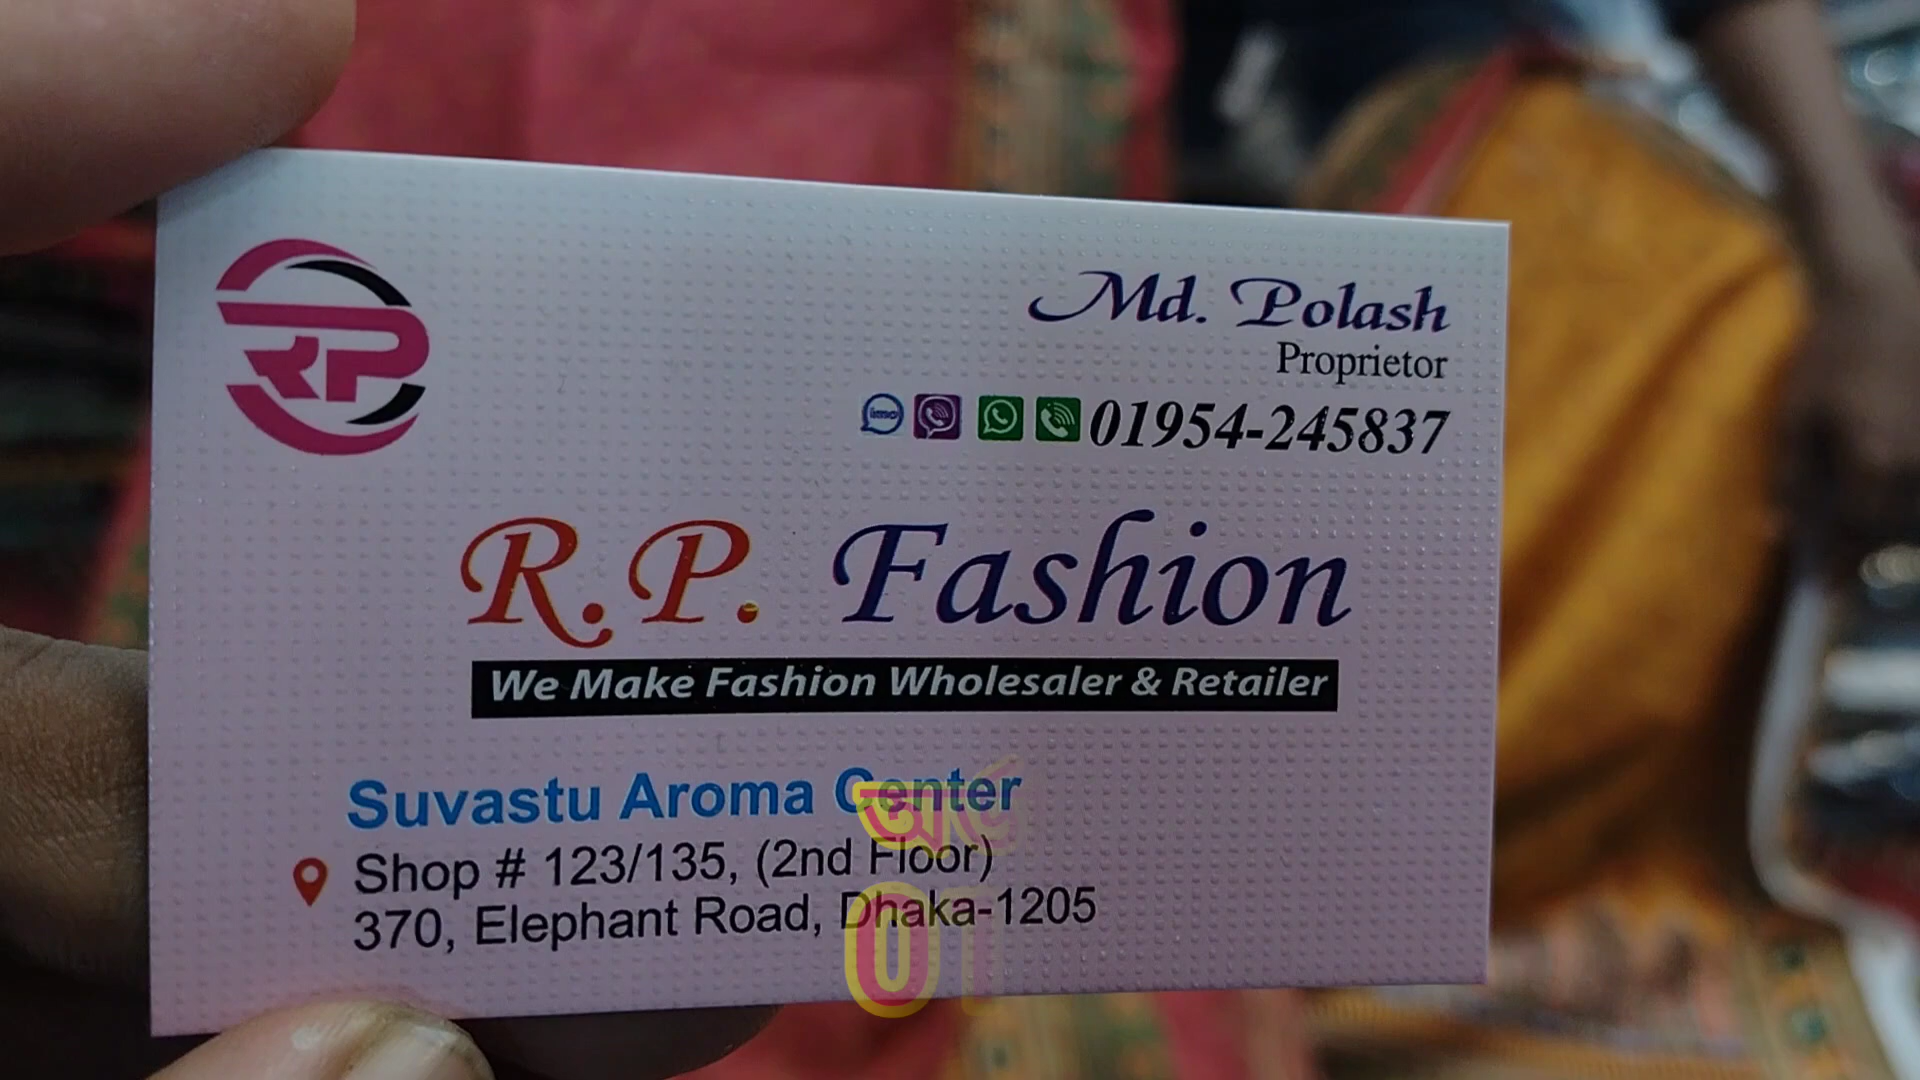 RP
Md. Polash
Proprietor
imo
01954-245837
R.P. Fashion
We Make Fashion Wholesaler & Retailer
Suvastu Aroma Center
Shop # 123/135, (2nd Floor)
370, Elephant Road, Dhaka-1205
01